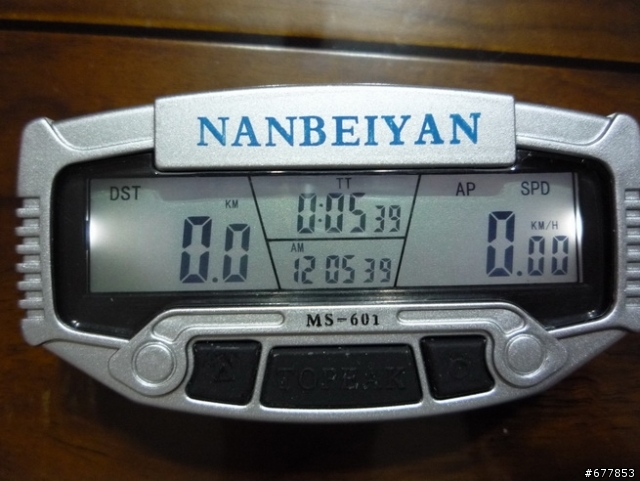 NANBEIYAN
DST KM 0.0
TT 0:05 39
AM 12 05 39
AP SPD KM/H 0.00
MS-601
TOPEAK
#677853